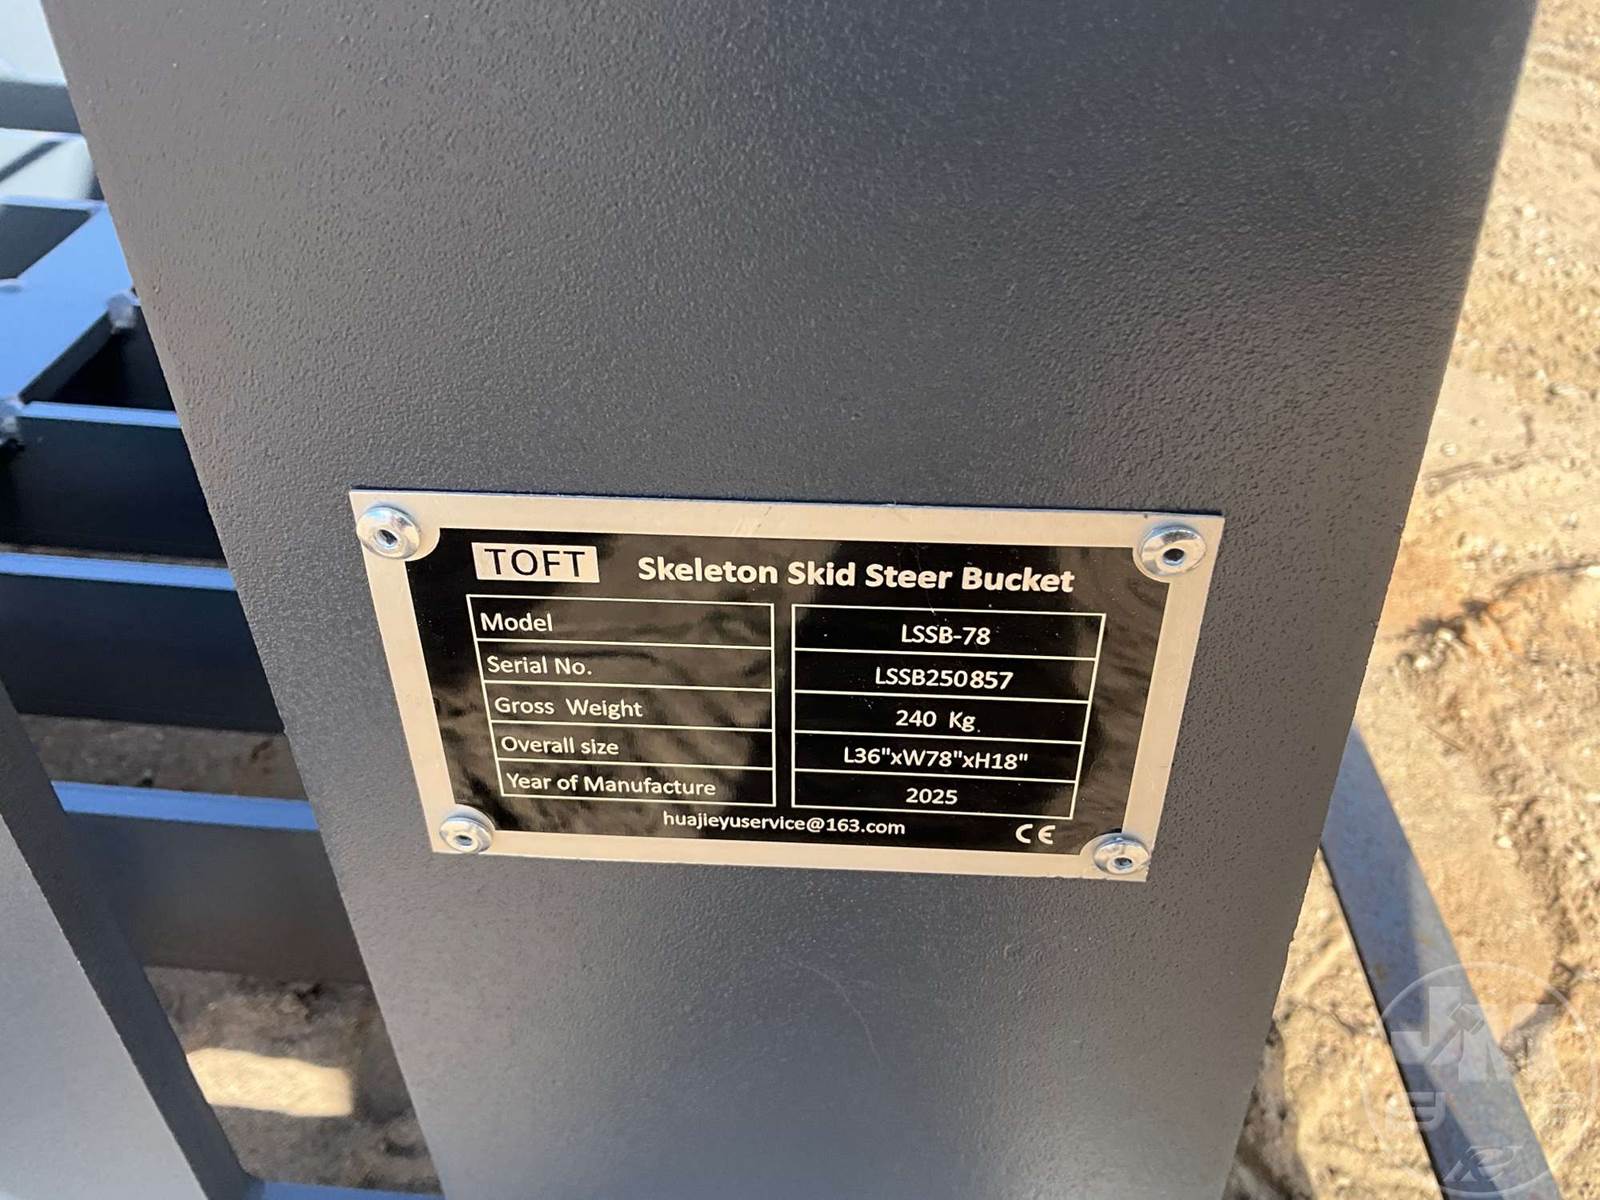 TOFT Skeleton Skid Steer Bucket
Model LSSB-78
Serial No. LSSB250857
Gross Weight 240 Kg
Overall size L36"xW78"xH18"
Year of Manufacture 2025
huajieyuservice@163.com CE
JM